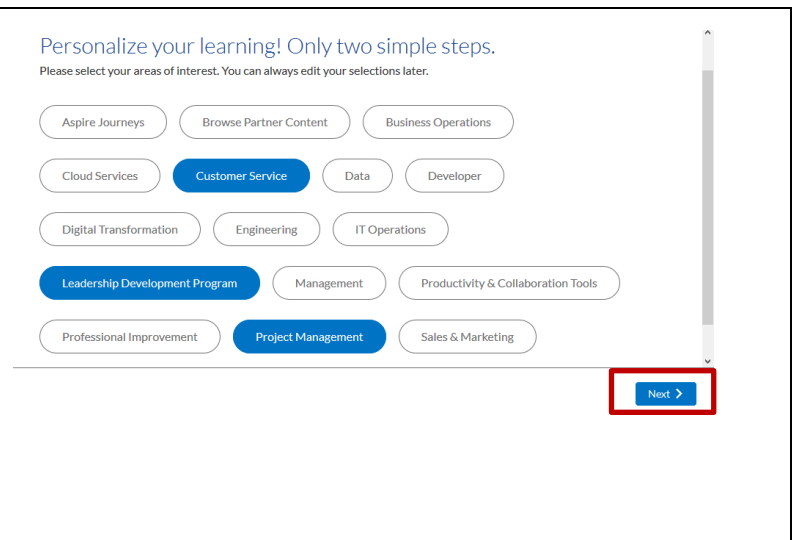 Personalize your learning! Only two simple steps.
Please select your areas of interest. You can always edit your selections later.
Aspire Journeys Browse Partner Content Business Operations
Cloud Services Customer Service Data Developer
Digital Transformation Engineering IT Operations
Leadership Development Program Management Productivity & Collaboration Tools
Professional Improvement Project Management Sales & Marketing
Next